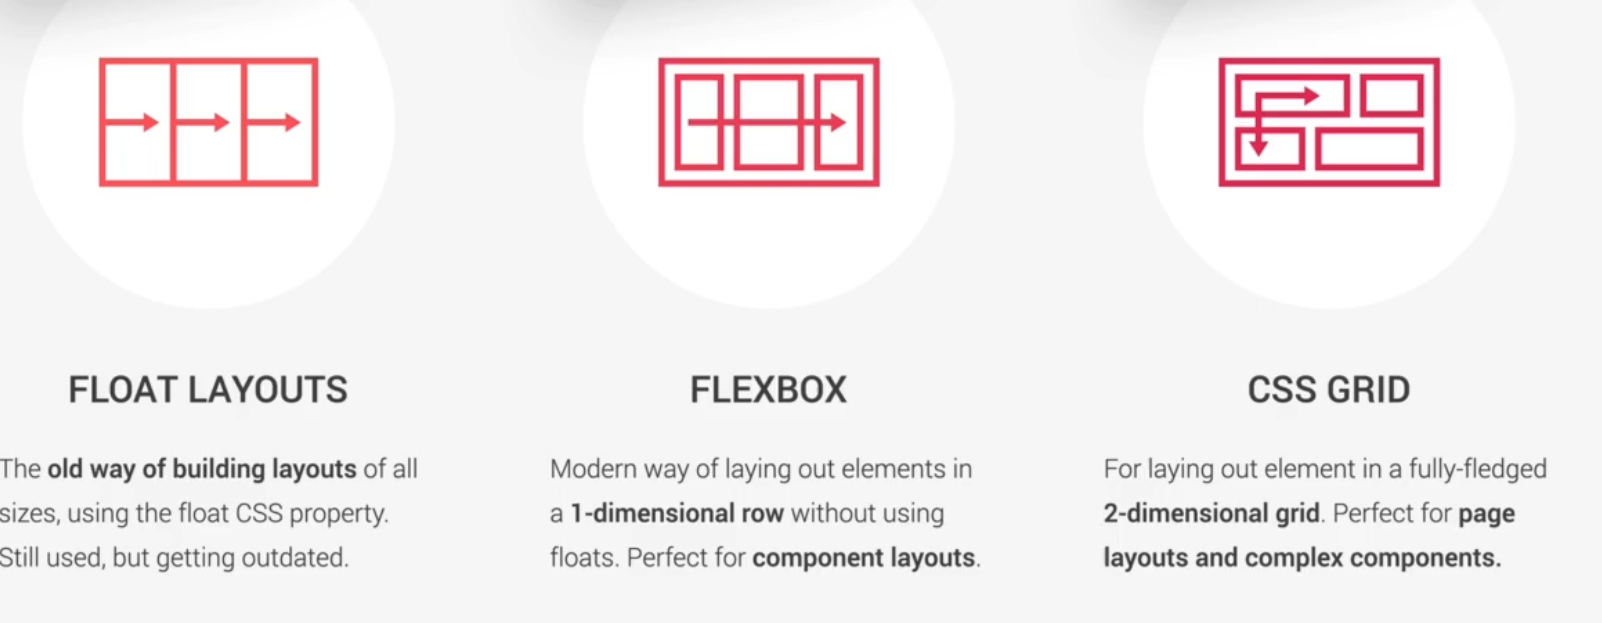 FLOAT LAYOUTS
The old way of building layouts of all
sizes, using the float CSS property.
Still used, but getting outdated.
FLEXBOX
Modern way of laying out elements in
a 1-dimensional row without using
floats. Perfect for component layouts.
CSS GRID
For laying out element in a fully-fledged
2-dimensional grid. Perfect for page
layouts and complex components.